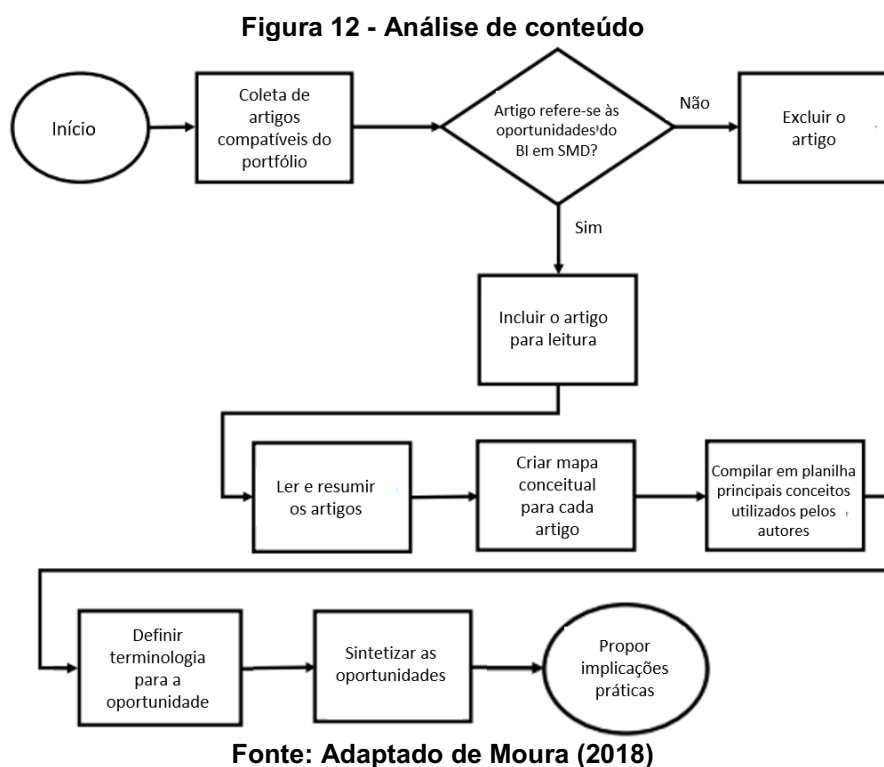 Figura 12 - Análise de conteúdo
Início
Coleta de
artigos
compatíveis do
portfólio
Artigo refere-se às
oportunidades do
BI em SMD?
Não
Excluir o
artigo
Sim
Incluir o artigo
para leitura
Ler e resumir
os artigos
Criar mapa
conceitual
para cada
artigo
Compilar em planilha
principais conceitos
utilizados pelos
autores
Definir
terminologia
para a
oportunidade
Sintetizar as
oportunidades
Propor
implicações
práticas
Fonte: Adaptado de Moura (2018)